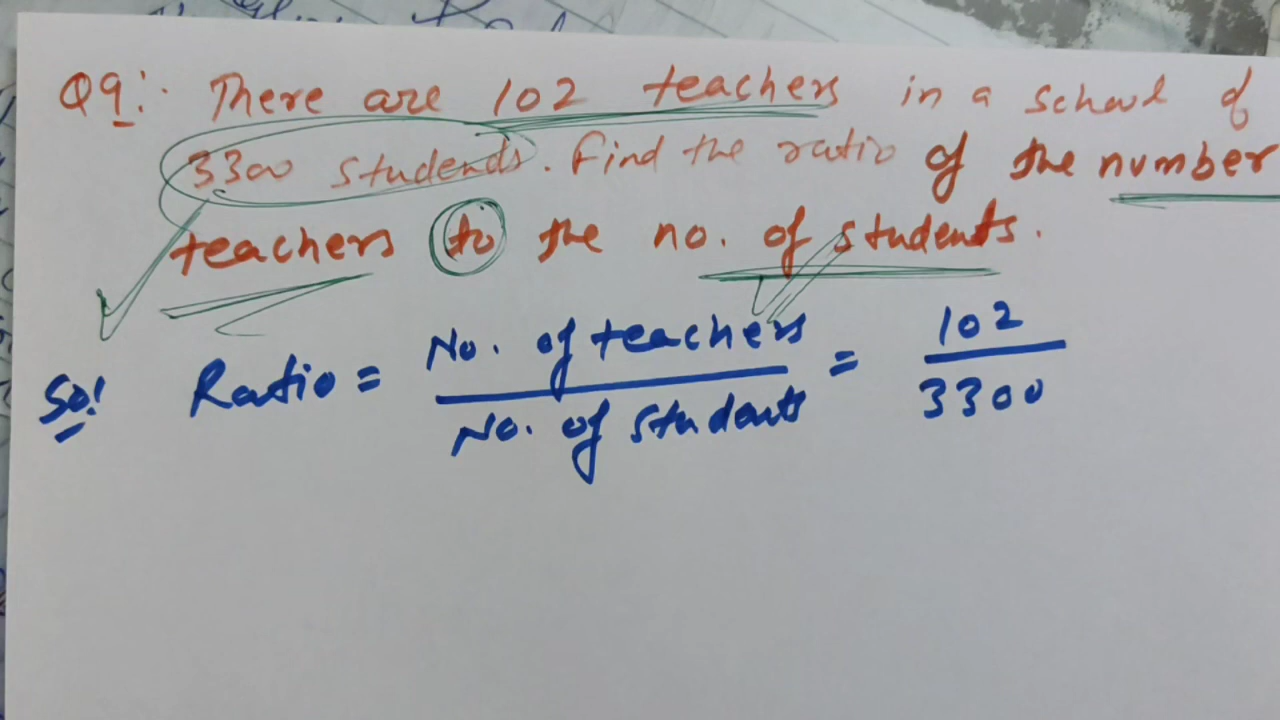 Q9:- There are 102 teachers in a school of
3300 students. Find the ratio of the number
teachers to the no. of students.
Sol Ratio = No. of teachers / No. of students = 102 / 3300